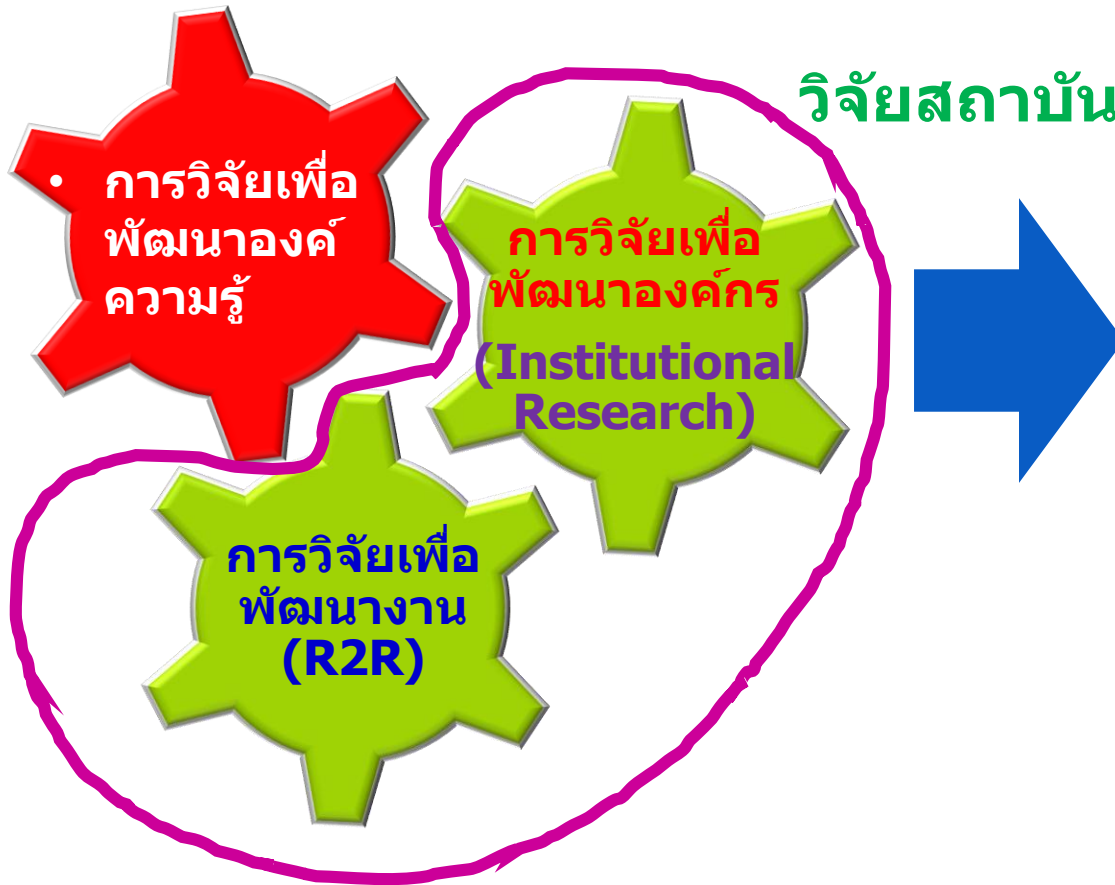 วิจัยสถาบัน
• การวิจัยเพื่อ
พัฒนาองค์
ความรู้
การวิจัยเพื่อ
พัฒนาองค์กร
(Institutional
Research)
การวิจัยเพื่อ
พัฒนางาน
(R2R)